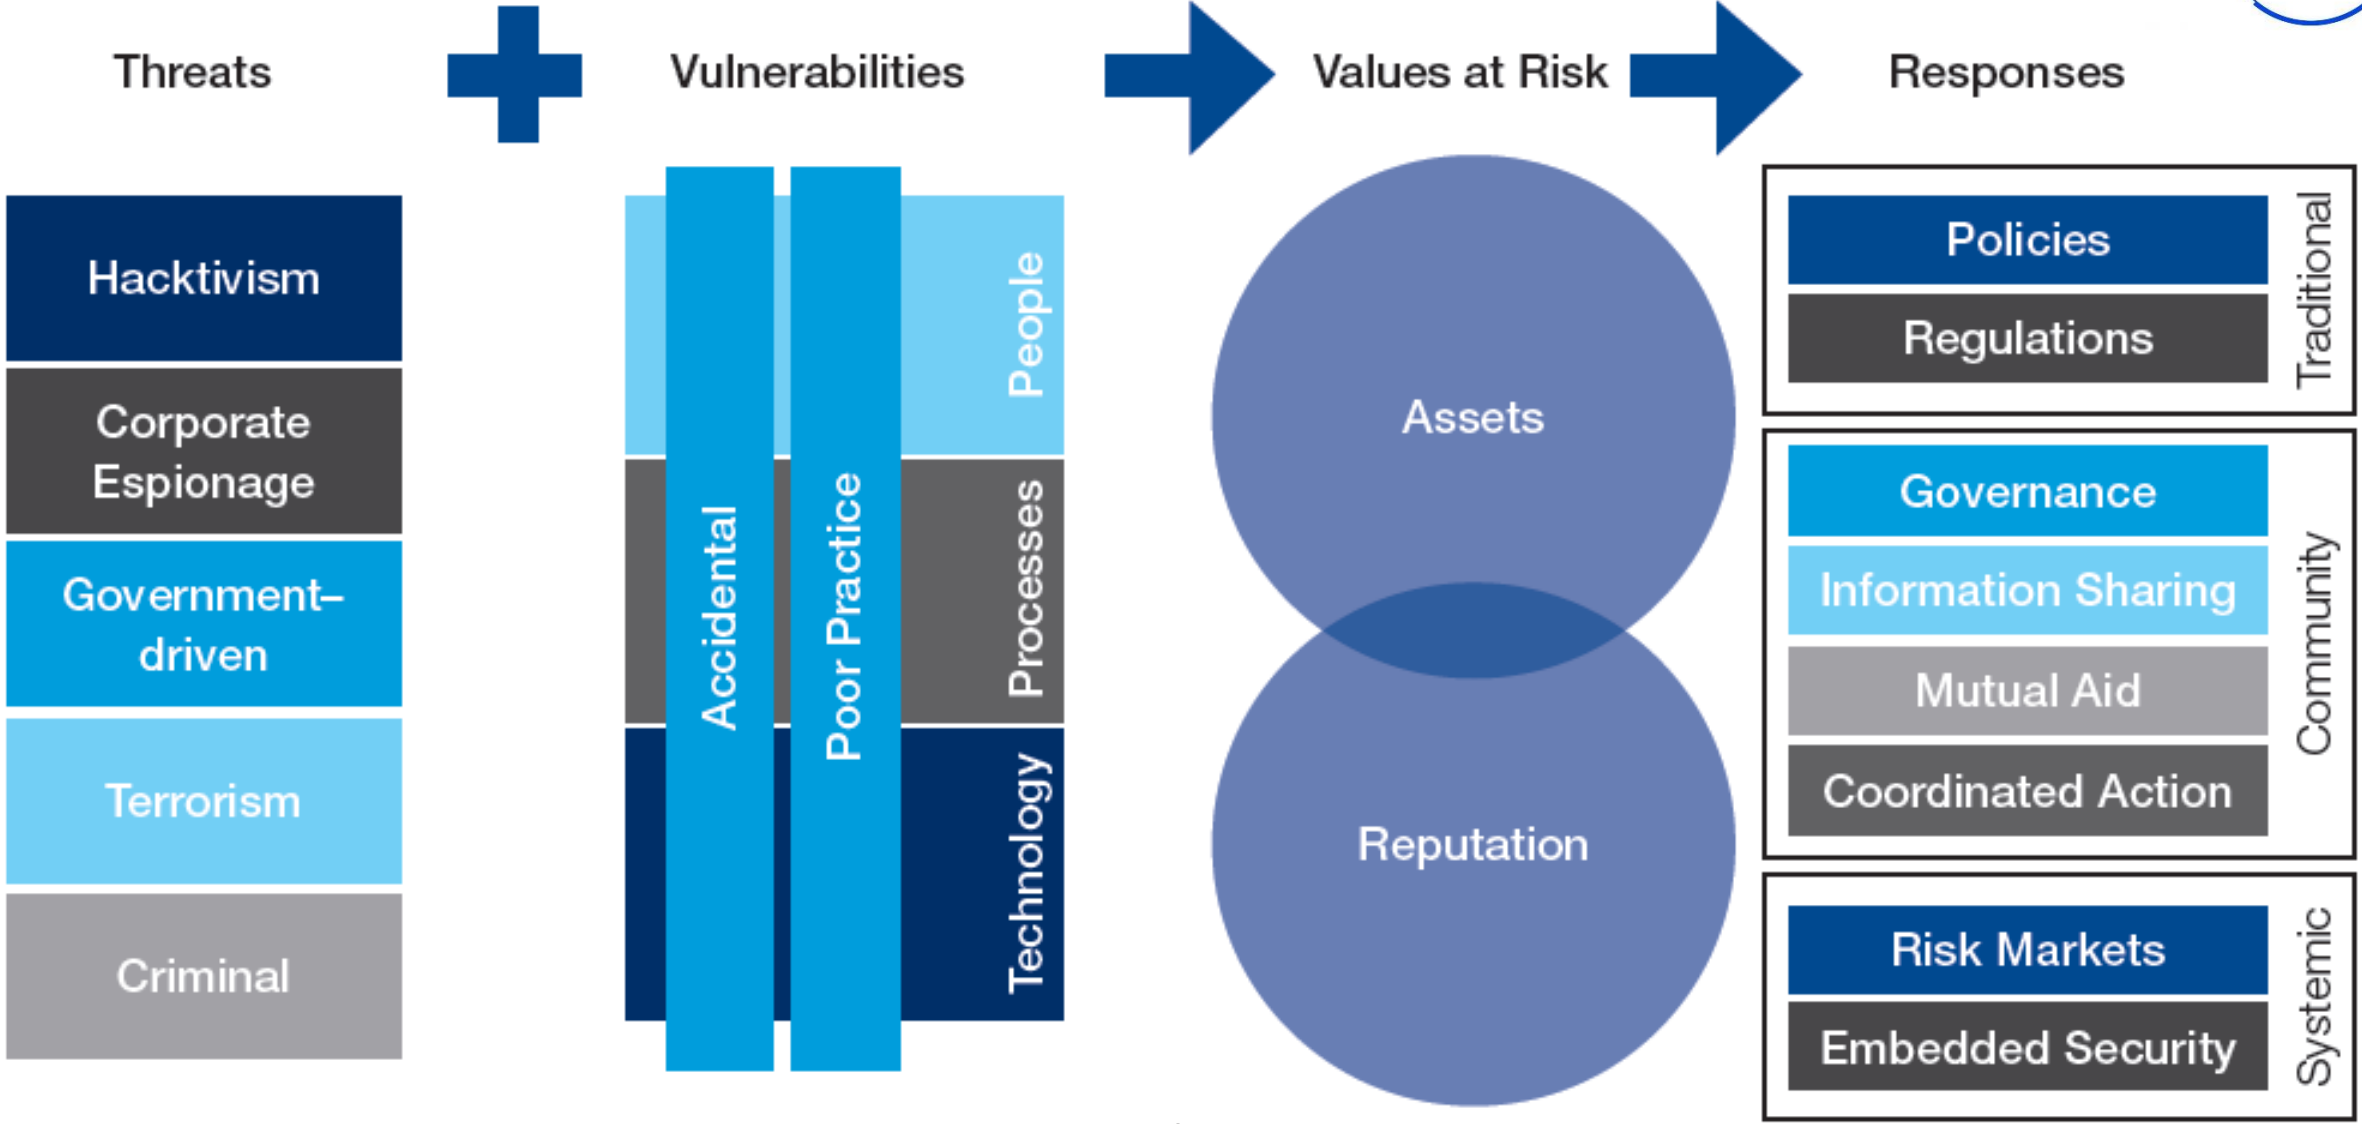 Threats
Vulnerabilities
Values at Risk
Responses
Hacktivism
Corporate
Espionage
Government–
driven
Terrorism
Criminal
Accidental
Poor Practice
People
Processes
Technology
Assets
Reputation
Policies
Regulations
Traditional
Governance
Information Sharing
Mutual Aid
Coordinated Action
Community
Risk Markets
Embedded Security
Systemic